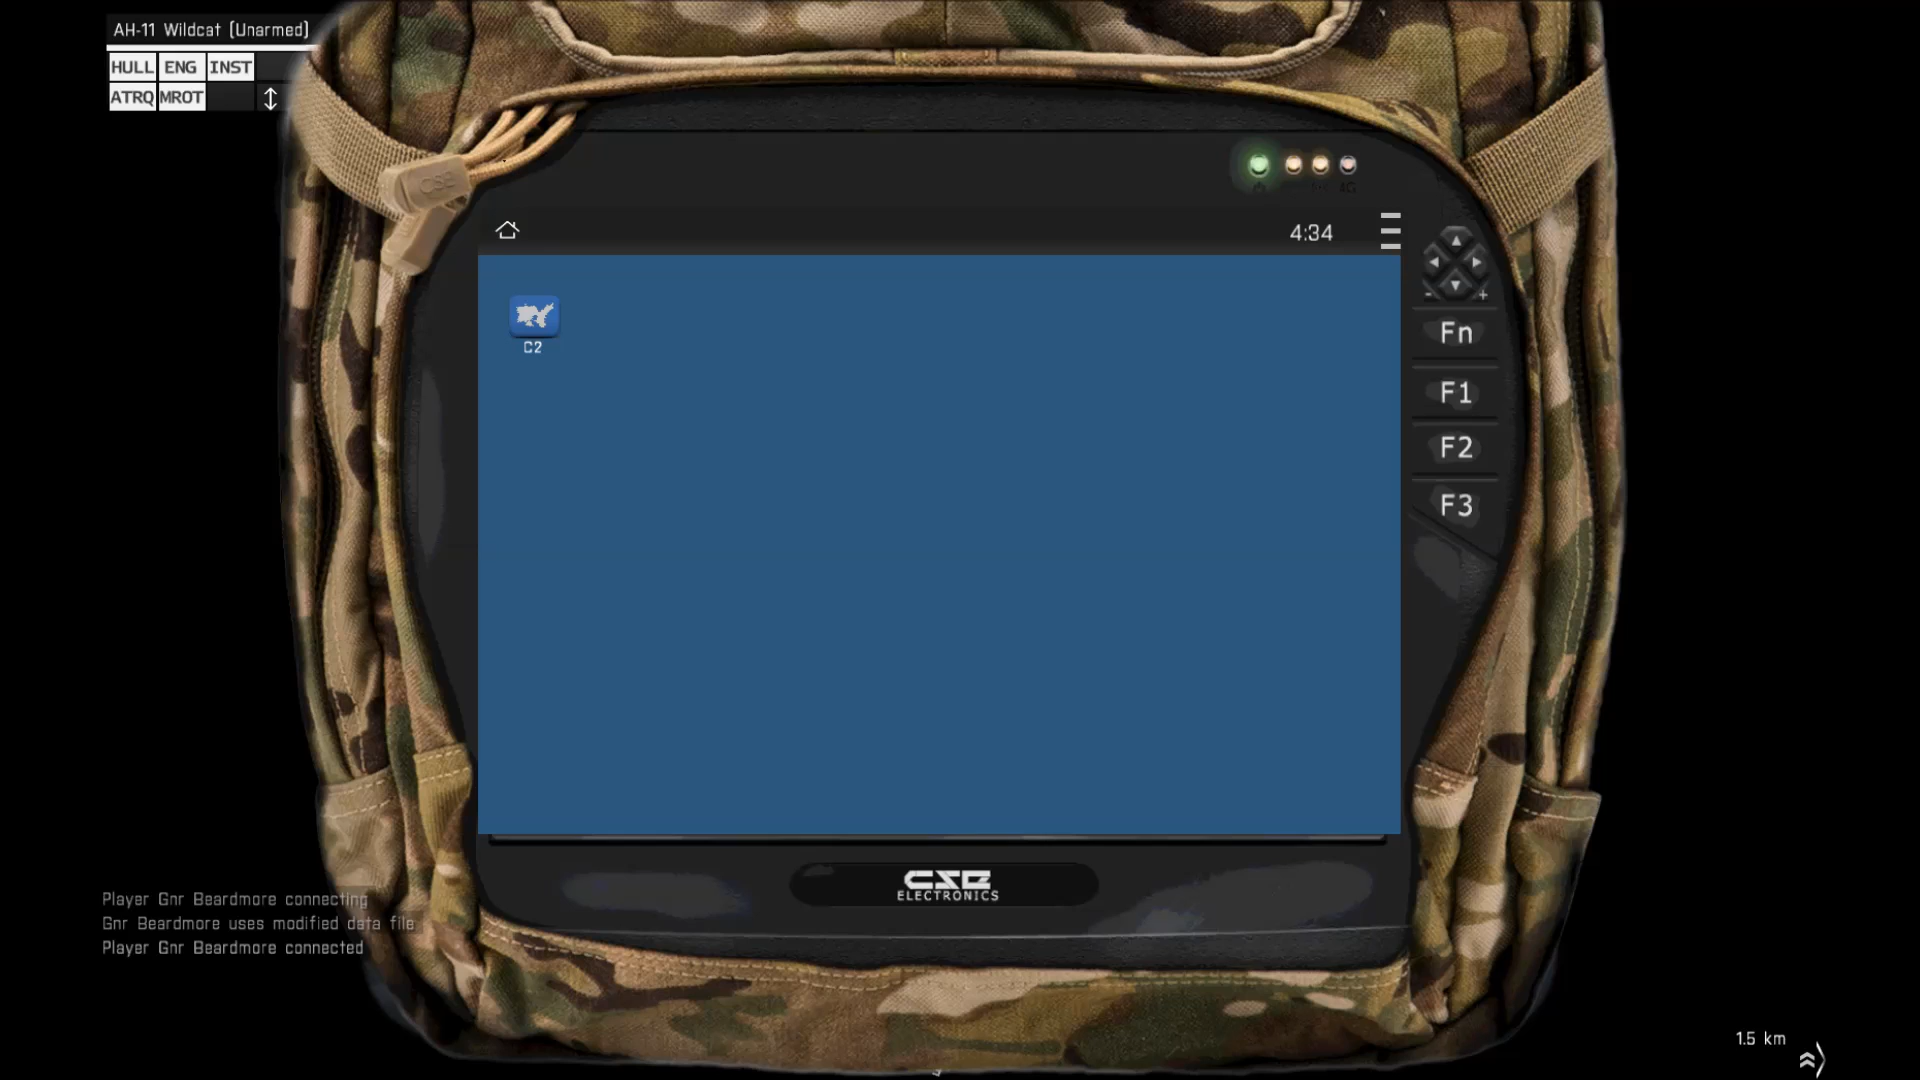 AH-11 Wildcat (Unarmed)
HULL ENG INST
ATRQ MROT
CSE
4:34
C2
- +
Fn
F1
F2
F3
CSE
ELECTRONICS
Player Gnr Beardmore connecting
Gnr Beardmore uses modified data file
Player Gnr Beardmore connected
1.5 km